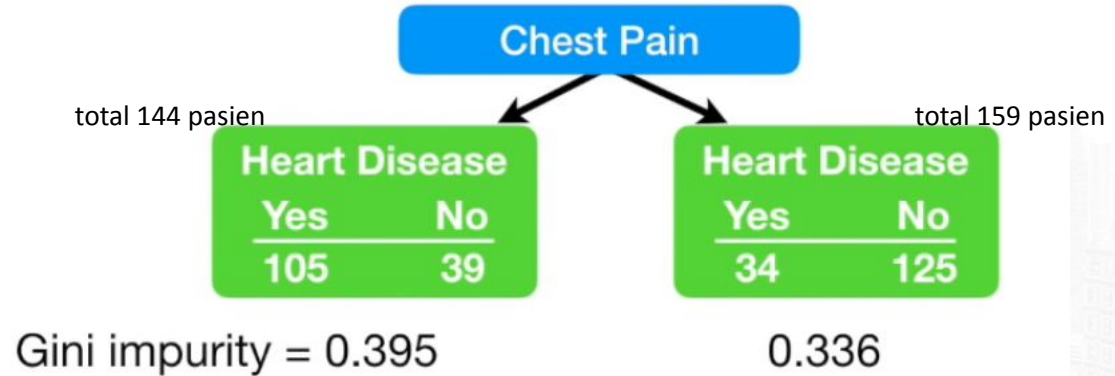 Chest Pain
total 144 pasien
total 159 pasien
Heart Disease
Yes No
105 39
Heart Disease
Yes No
34 125
Gini impurity = 0.395
0.336